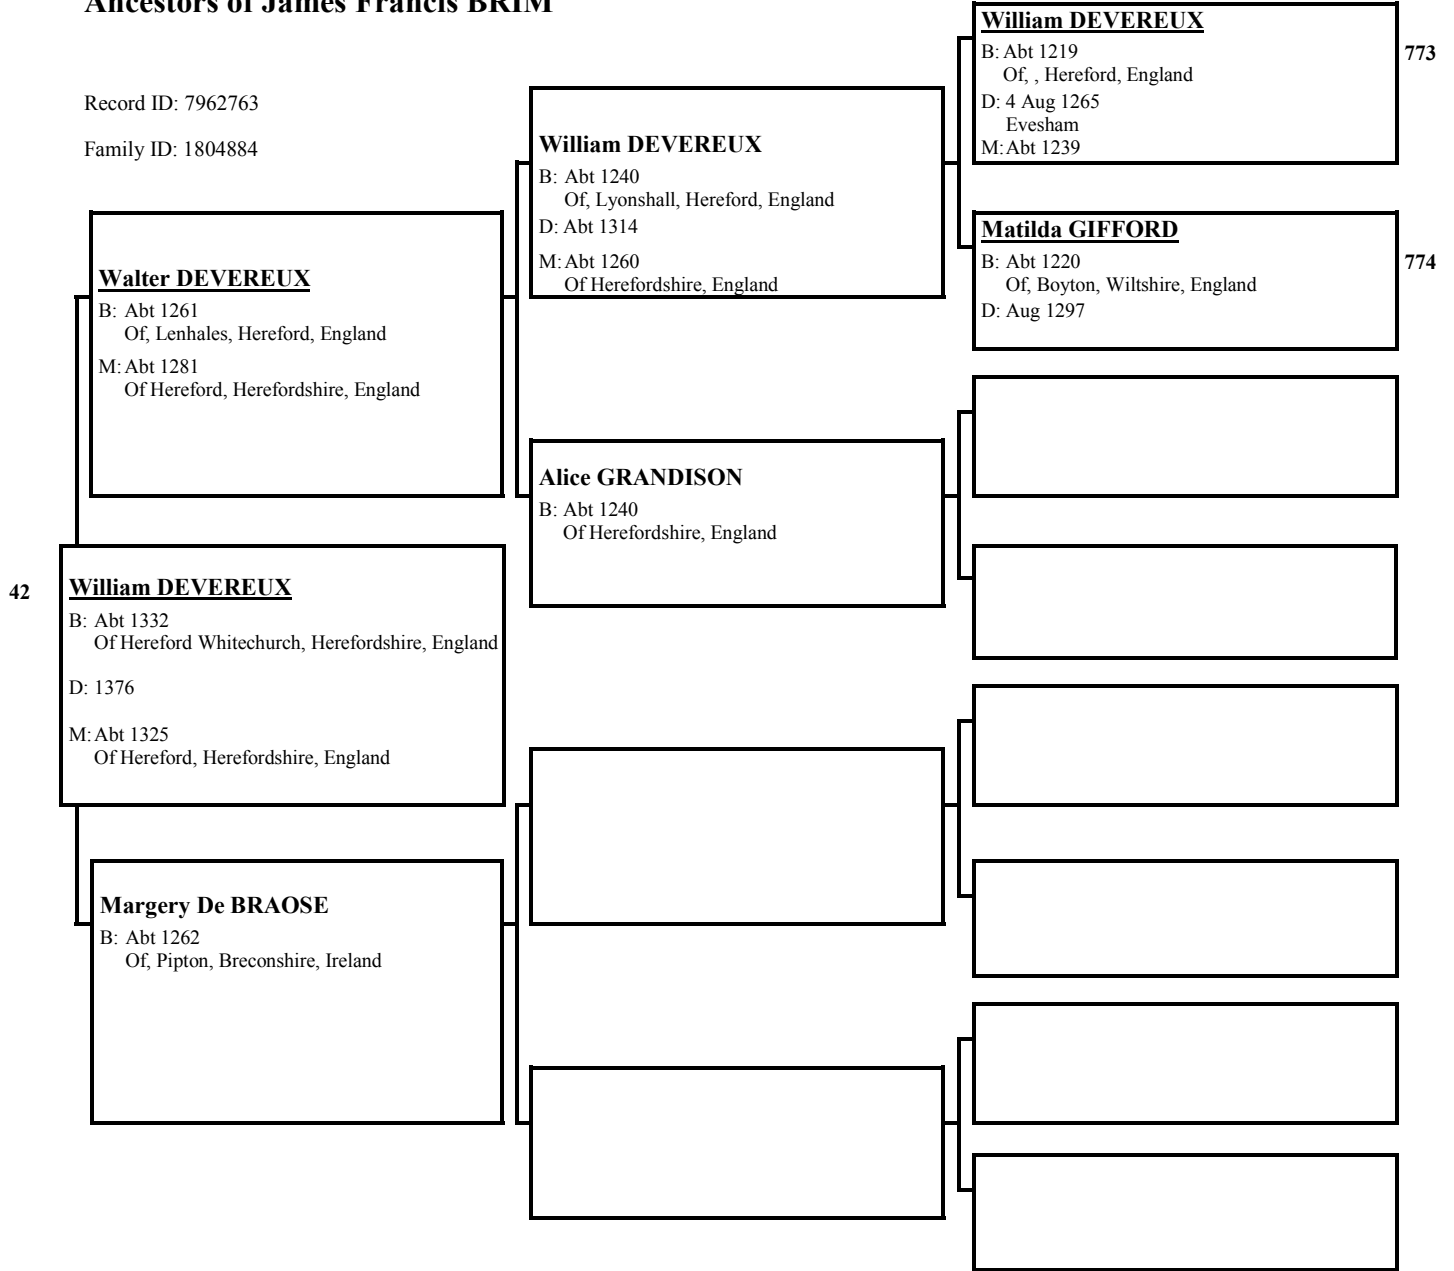 Ancestors of James Francis BRIM
Record ID: 7962763
Family ID: 1804884
William DEVEREUX
B: Abt 1219
Of, , Hereford, England
D: 4 Aug 1265
Evesham
M: Abt 1239
773
William DEVEREUX
B: Abt 1240
Of, Lyonshall, Hereford, England
D: Abt 1314
M: Abt 1260
Of Herefordshire, England
Matilda GIFFORD
B: Abt 1220
Of, Boyton, Wiltshire, England
D: Aug 1297
774
Walter DEVEREUX
B: Abt 1261
Of, Lenhales, Hereford, England
M: Abt 1281
Of Hereford, Herefordshire, England
Alice GRANDISON
B: Abt 1240
Of Herefordshire, England
42
William DEVEREUX
B: Abt 1332
Of Hereford Whitechurch, Herefordshire, England
D: 1376
M: Abt 1325
Of Hereford, Herefordshire, England
Margery De BRAOSE
B: Abt 1262
Of, Pipton, Breconshire, Ireland